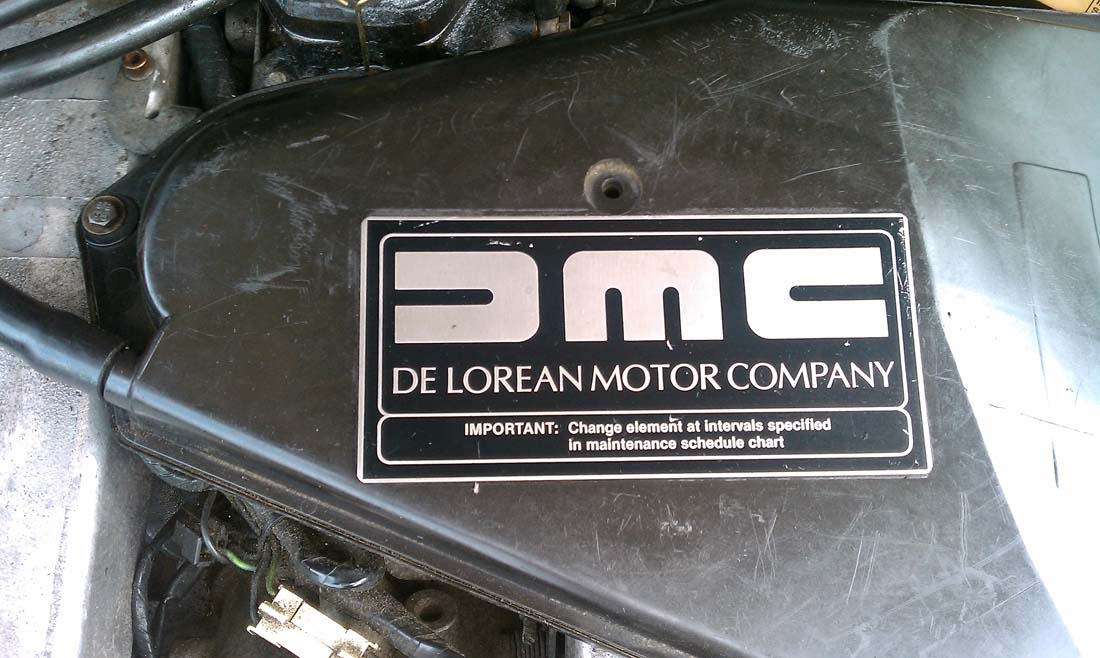 DMC
DE LOREAN MOTOR COMPANY
IMPORTANT: Change element at intervals specified
in maintenance schedule chart